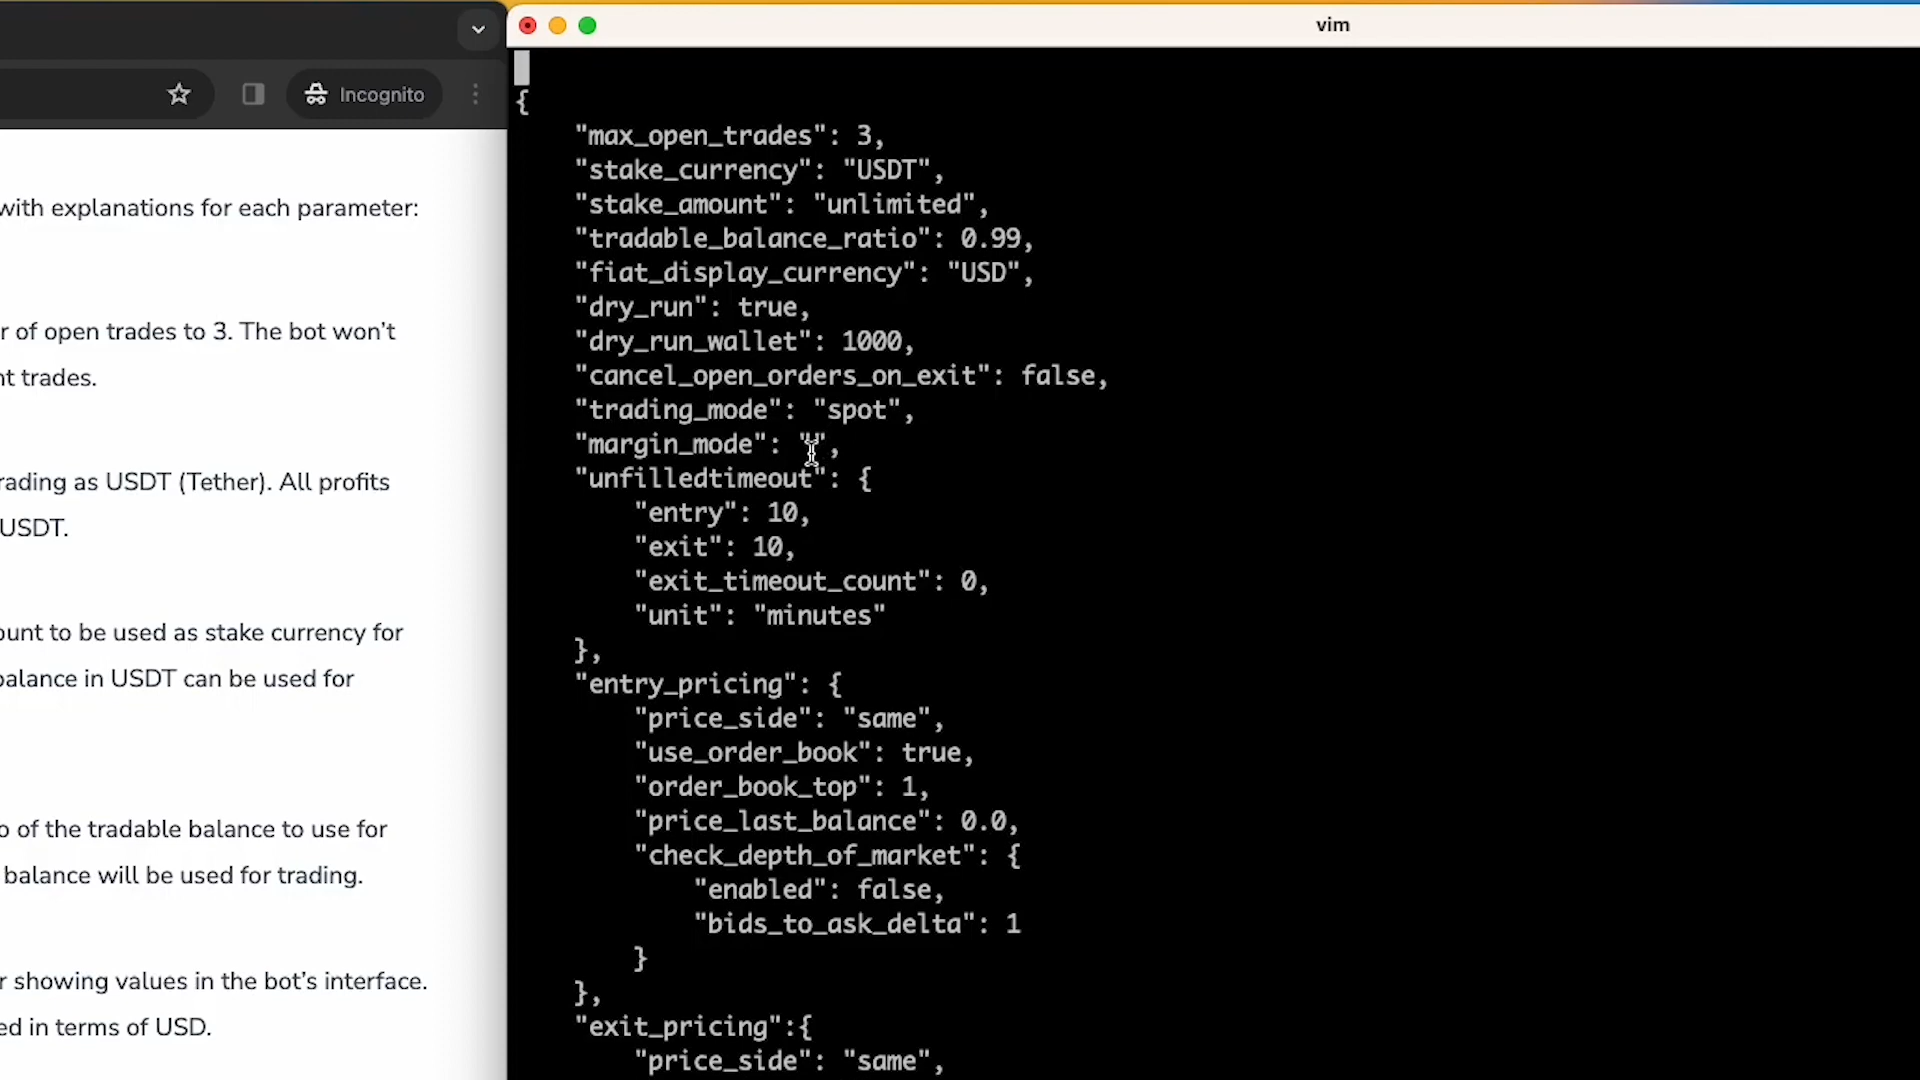 Incognito
with explanations for each parameter:
r of open trades to 3. The bot won't
nt trades.
rading as USDT (Tether). All profits
USDT.
ount to be used as stake currency for
balance in USDT can be used for
o of the tradable balance to use for
balance will be used for trading.
r showing values in the bot's interface.
ed in terms of USD.
vim
{
"max_open_trades": 3,
"stake_currency": "USDT",
"stake_amount": "unlimited",
"tradable_balance_ratio": 0.99,
"fiat_display_currency": "USD",
"dry_run": true,
"dry_run_wallet": 1000,
"cancel_open_orders_on_exit": false,
"trading_mode": "spot",
"margin_mode": "",
"unfilledtimeout": {
"entry": 10,
"exit": 10,
"exit_timeout_count": 0,
"unit": "minutes"
},
"entry_pricing": {
"price_side": "same",
"use_order_book": true,
"order_book_top": 1,
"price_last_balance": 0.0,
"check_depth_of_market": {
"enabled": false,
"bids_to_ask_delta": 1
}
},
"exit_pricing":{
"price_side": "same",